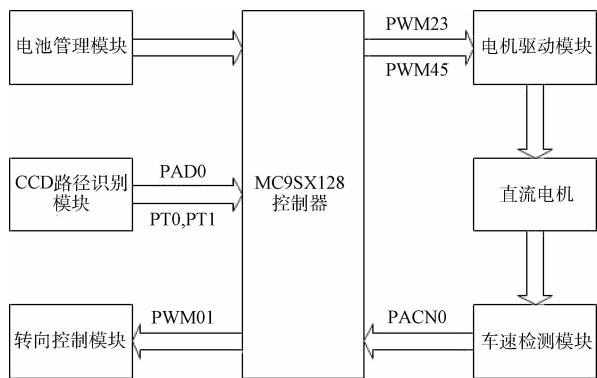 电池管理模块
PWM23
PWM45
电机驱动模块
CCD路径识别
模块
PAD0
PT0,PT1
MC9SX128
控制器
直流电机
转向控制模块
PWM01
PACN0
车速检测模块